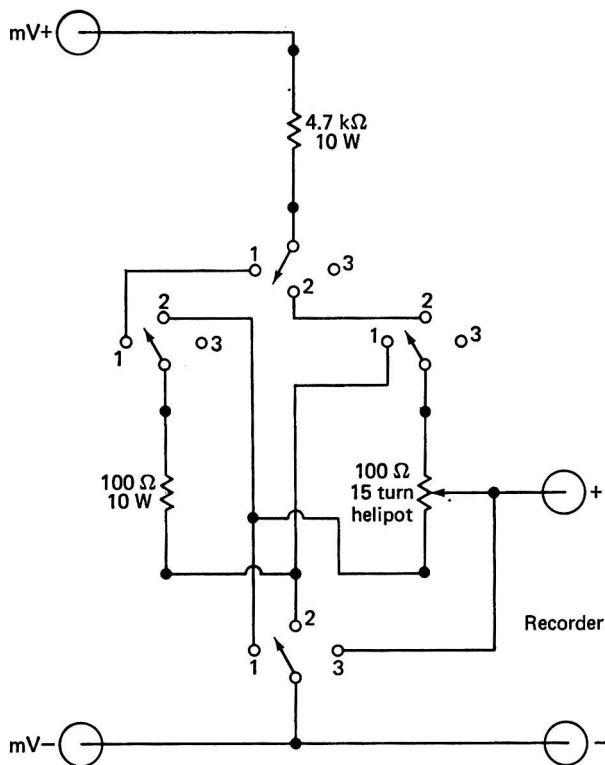 mV+
4.7 kΩ
10 W
1
3
2
2
2
1
3
1
3
100 Ω
10 W
100 Ω
15 turn
helipot
+
2
Recorder
1
3
mV−
−